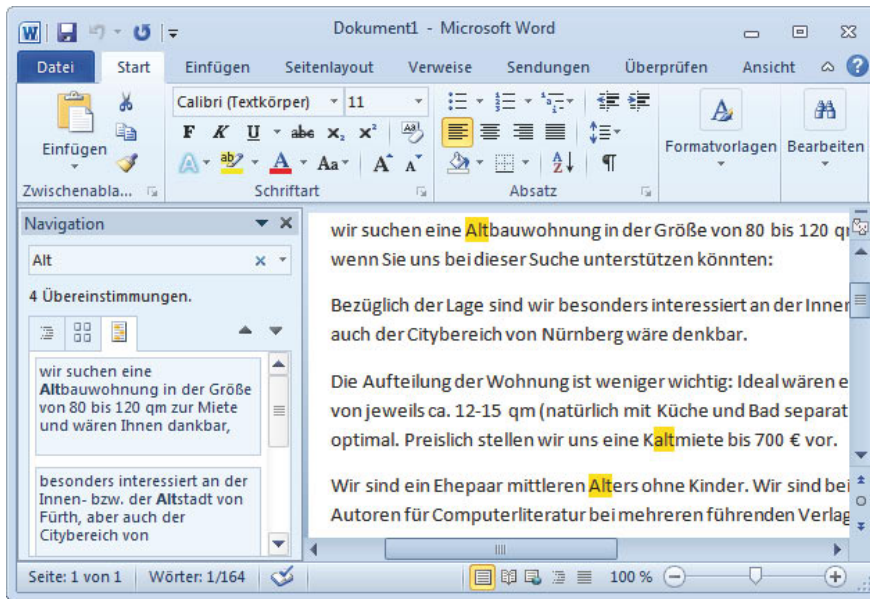 Dokument1 - Microsoft Word
Datei Start Einfügen Seitenlayout Verweise Sendungen Überprüfen Ansicht
Calibri (Textkörper) 11
F K U abc x₂ x² Aa
Einfügen
Formatvorlagen Bearbeiten
ab A Aa A A
Zwischenabla... Schriftart Absatz
Navigation
Alt
4 Übereinstimmungen.
wir suchen eine
Altbauwohnung in der Größe
von 80 bis 120 qm zur Miete
und wären Ihnen dankbar,
besonders interessiert an der
Innen- bzw. der Altstadt von
Fürth, aber auch der
Citybereich von
wir suchen eine Altbauwohnung in der Größe von 80 bis 120 q
wenn Sie uns bei dieser Suche unterstützen könnten:
Bezüglich der Lage sind wir besonders interessiert an der Inner
auch der Citybereich von Nürnberg wäre denkbar.
Die Aufteilung der Wohnung ist weniger wichtig: Ideal wären e
von jeweils ca. 12-15 qm (natürlich mit Küche und Bad separat
optimal. Preislich stellen wir uns eine Kaltmiete bis 700 € vor.
Wir sind ein Ehepaar mittleren Alters ohne Kinder. Wir sind bei
Autoren für Computerliteratur bei mehreren führenden Verlag
Seite: 1 von 1 Wörter: 1/164 100 %